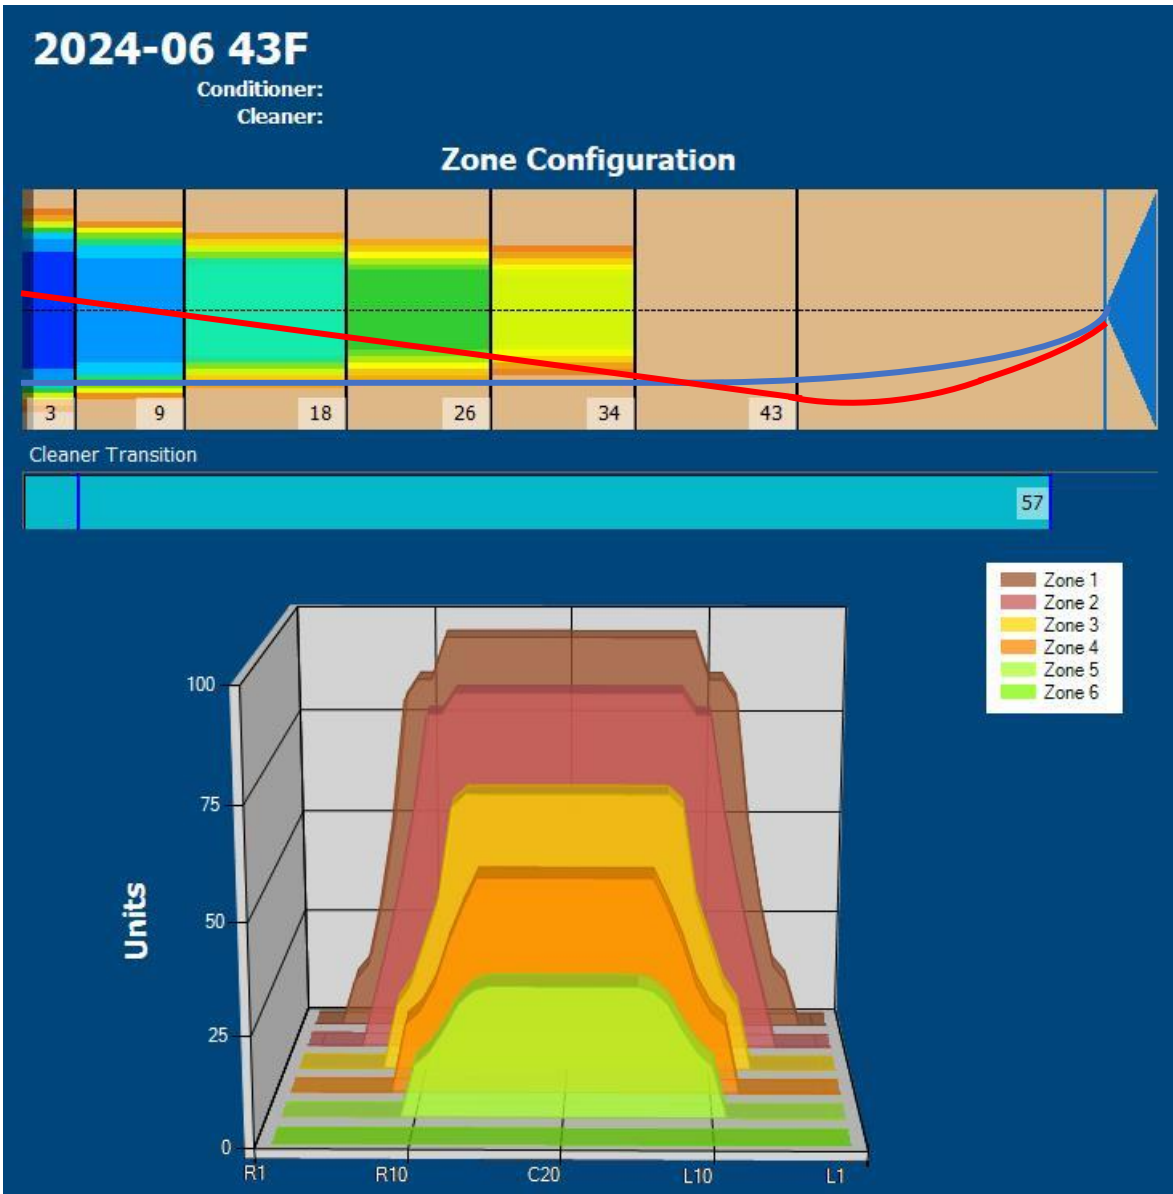 2024-06 43F
Conditioner:
Cleaner:
Zone Configuration
3 9 18 26 34 43
Cleaner Transition
57
Zone 1
Zone 2
Zone 3
Zone 4
Zone 5
Zone 6
100
75
50
25
0
Units
R1 R10 C20 L10 L1